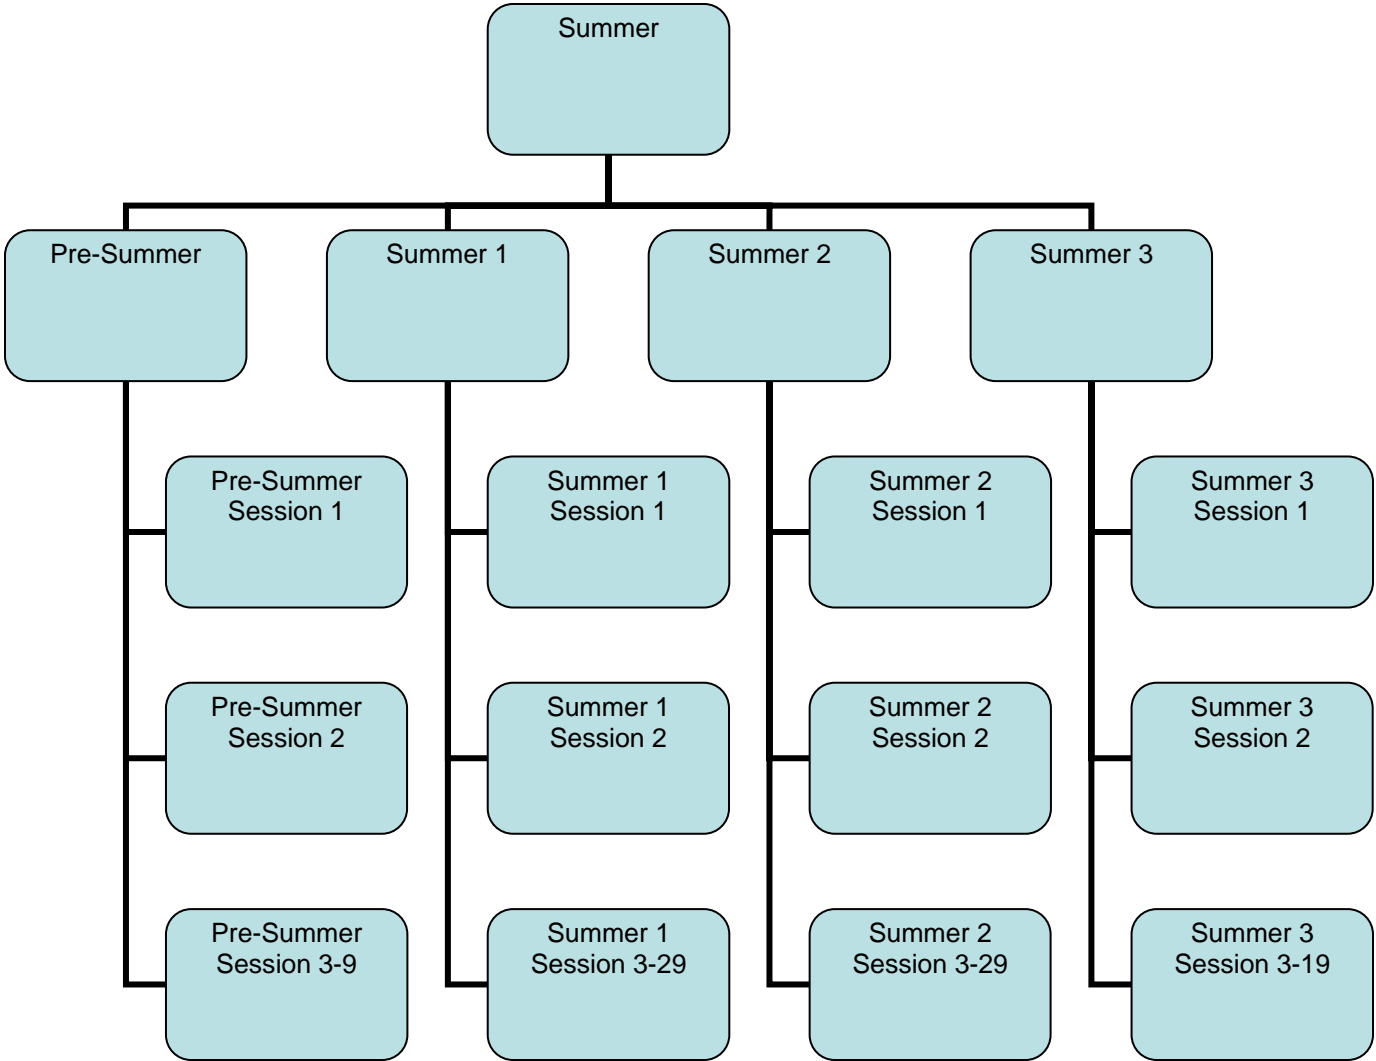 Summer
Pre-Summer
Summer 1
Summer 2
Summer 3
Pre-Summer
Session 1
Summer 1
Session 1
Summer 2
Session 1
Summer 3
Session 1
Pre-Summer
Session 2
Summer 1
Session 2
Summer 2
Session 2
Summer 3
Session 2
Pre-Summer
Session 3-9
Summer 1
Session 3-29
Summer 2
Session 3-29
Summer 3
Session 3-19